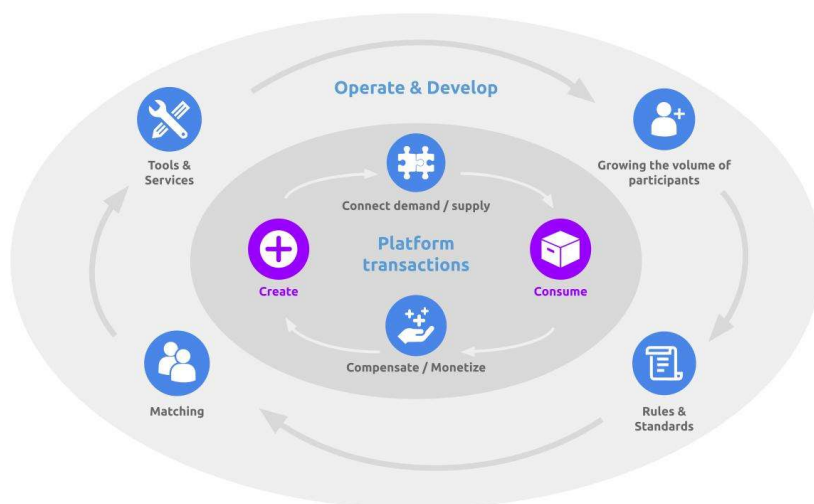 Operate & Develop
Tools &
Services
Growing the volume of
participants
Connect demand / supply
Platform
transactions
Create
Consume
Compensate / Monetize
Matching
Rules &
Standards